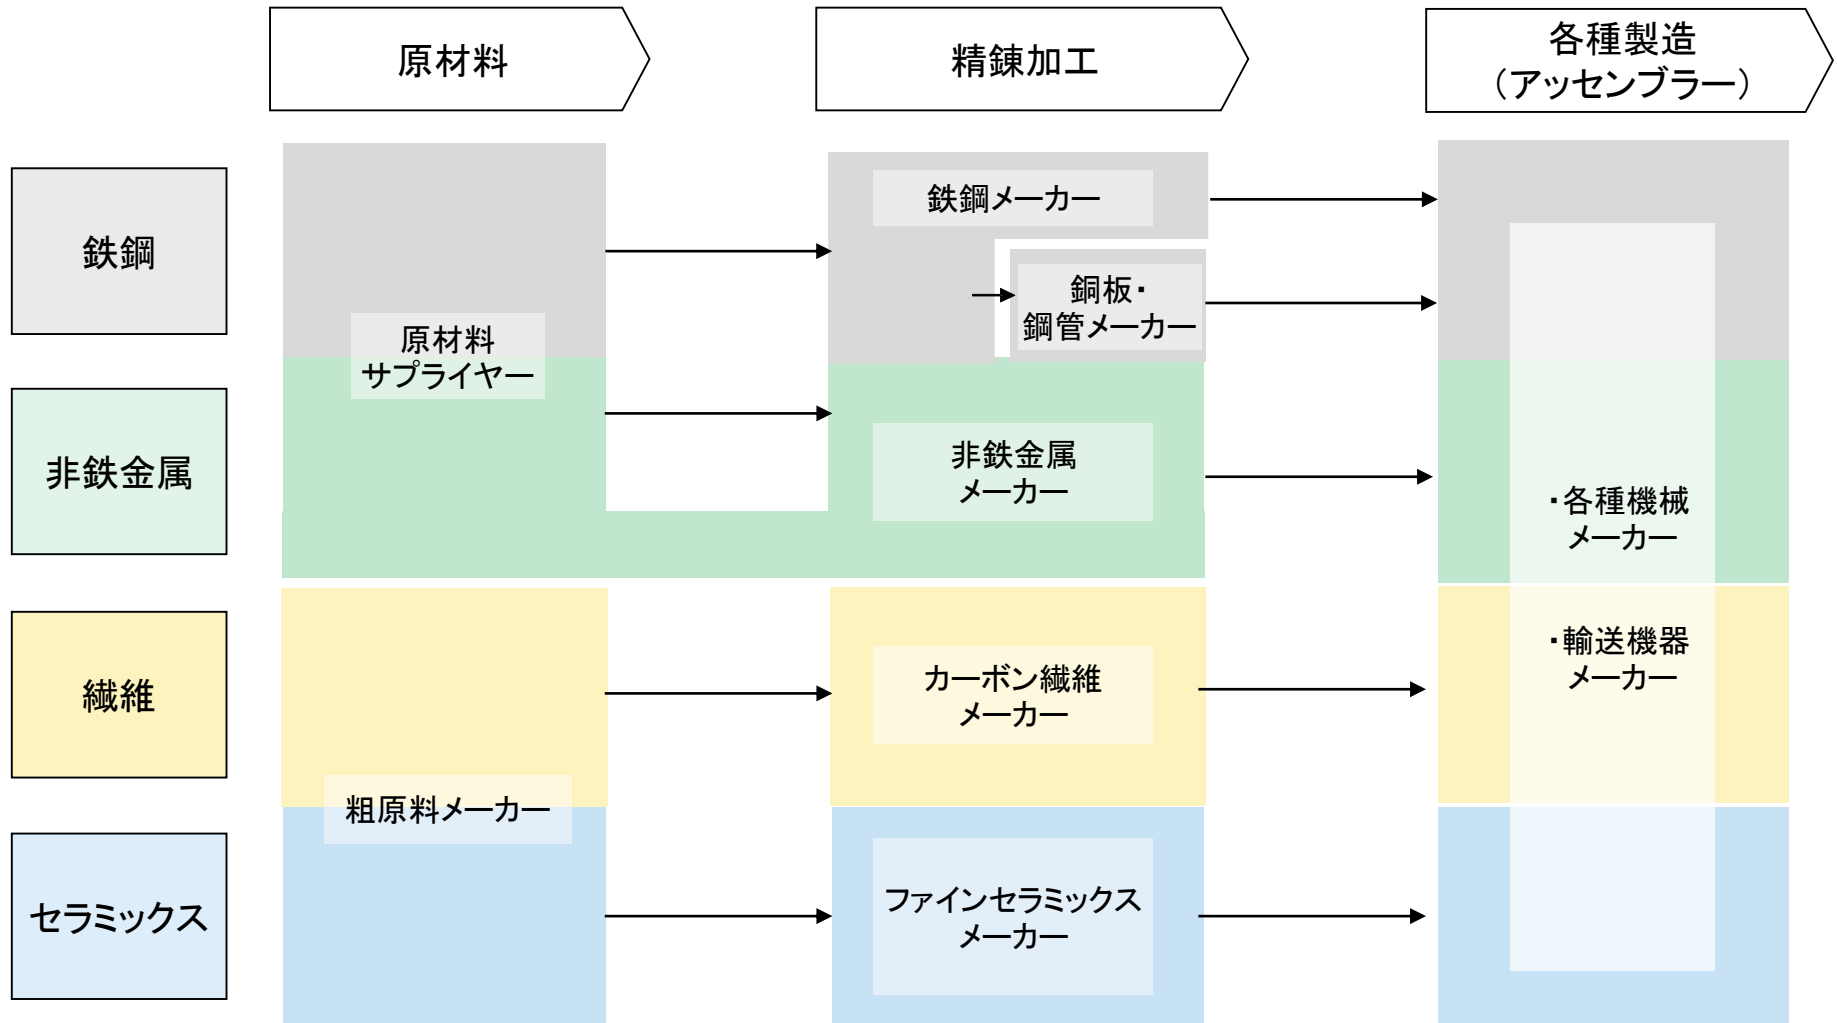 原材料
精錬加工
各種製造
（アッセンブラー）
鉄鋼
非鉄金属
繊維
セラミックス
原材料
サプライヤー
粗原料メーカー
鉄鋼メーカー
銅板・
鋼管メーカー
非鉄金属
メーカー
カーボン繊維
メーカー
ファインセラミックス
メーカー
・各種機械
メーカー
・輸送機器
メーカー